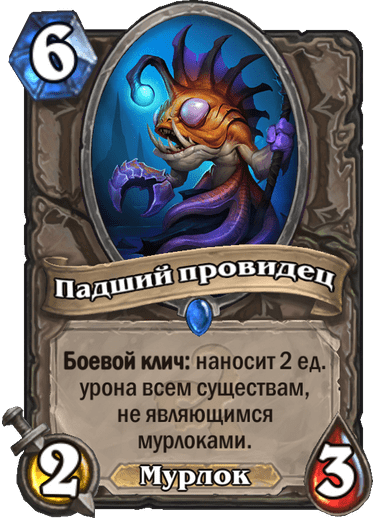 6
Падший провидец
Боевой клич: наносит 2 ед.
урона всем существам,
не являющимся
мурлоками.
2
Мурлок
3